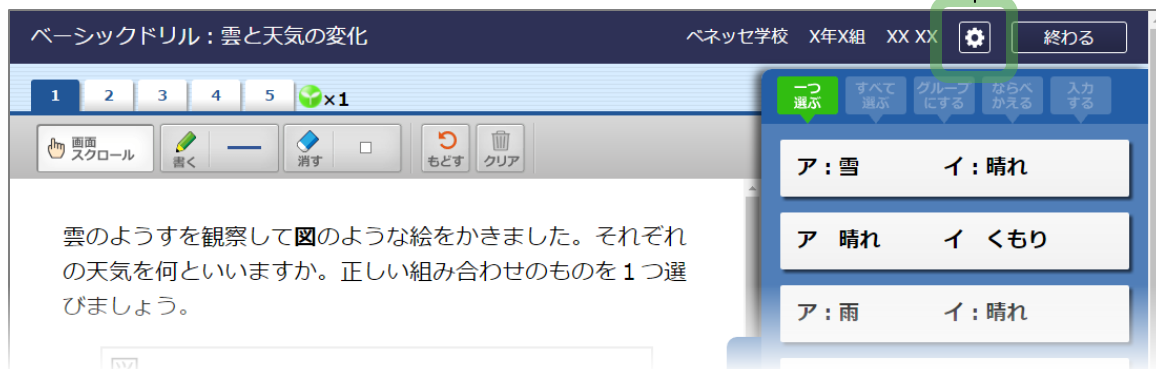 ベーシックドリル：雲と天気の変化
ベネッセ学校 X年X組 XX XX 終わる
1 2 3 4 5 ×1
画面
スクロール
書く
消す
もどす
クリア
一つ
選ぶ
すべて
選ぶ
グループ
にする
ならべ
かえる
入力
する
雲のようすを観察して図のような絵をかきました。それぞれ
の天気を何といいますか。正しい組み合わせのものを１つ選
びましょう。
図
ア：雪 イ：晴れ
ア 晴れ イ くもり
ア：雨 イ：晴れ